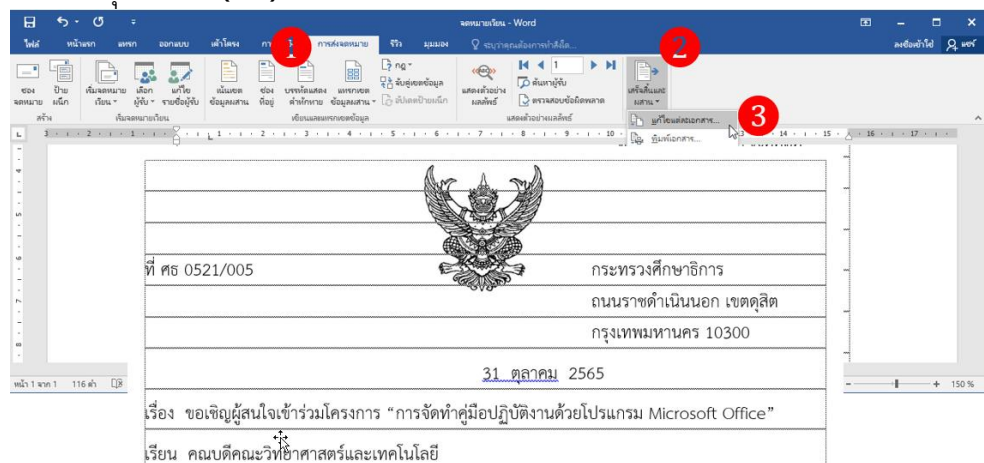 จดหมายเวียน - Word
ไฟล์ หน้าแรก แทรก ออกแบบ เค้าโครง การส่งจดหมาย รีวิว มุมมอง ระบุว่าคุณต้องการทำสิ่งใด... ลงชื่อเข้าใช้ แชร์
1
2
3
ซองจดหมาย
ป้ายผนึก
เริ่มจดหมายเวียน
เลือกผู้รับ
แก้ไขรายชื่อผู้รับ
เน้นเขตข้อมูลผสาน
ช่องที่อยู่
บรรทัดแสดงคำทักทาย
แทรกเขตข้อมูลผสาน
กฎ
จับคู่เขตข้อมูล
อัปเดตป้ายผนึก
แสดงตัวอย่างผลลัพธ์
1
ค้นหาผู้รับ
ตรวจสอบข้อผิดพลาด
เสร็จสิ้นและผสาน
สร้าง เริ่มจดหมายเวียน เขียนและแทรกเขตข้อมูล แสดงตัวอย่างผลลัพธ์
แก้ไขแต่ละเอกสาร...
พิมพ์เอกสาร...
ที่ ศธ 0521/005 กระทรวงศึกษาธิการ
ถนนราชดำเนินนอก เขตดุสิต
กรุงเทพมหานคร 10300
31 ตุลาคม 2565
หน้า 1 จาก 1 116 คำ 150 %
เรื่อง ขอเชิญผู้สนใจเข้าร่วมโครงการ “การจัดทำคู่มือปฏิบัติงานด้วยโปรแกรม Microsoft Office”
เรียน คณบดีคณะวิทยาศาสตร์และเทคโนโลยี